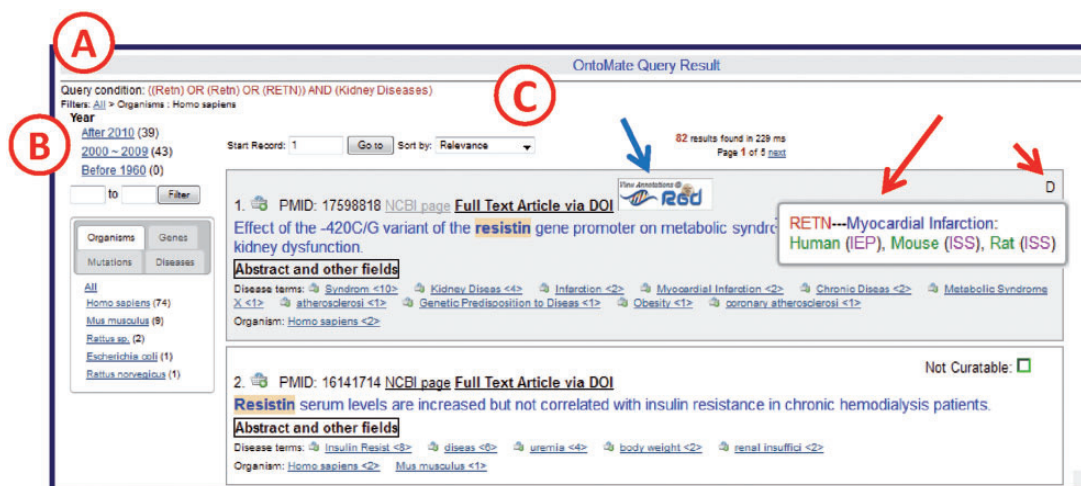 A
OntoMate Query Result
Query condition: ((Retn) OR (Retn) OR (RETN)) AND (Kidney Diseases)
Filters: All > Organisms : Homo sapiens
C
B
Year
After 2010 (39)
2000 ~ 2009 (43)
Before 1960 (0)
to Filter
Start Record: 1 Go to Sort by: Relevance
82 results found in 229 ms
Page 1 of 5 next
Organisms Genes
Mutations Diseases
All
Homo sapiens (74)
Mus musculus (9)
Rattus sp. (2)
Escherichia coli (1)
Rattus norvegicus (1)
View Annotations @ RGD
D
1. PMID: 17598818 NCBI page Full Text Article via DOI
Effect of the -420C/G variant of the resistin gene promoter on metabolic syndro
kidney dysfunction.
RETN---Myocardial Infarction:
Human (IEP), Mouse (ISS), Rat (ISS)
Abstract and other fields
Disease terms: Syndrom <10> Kidney Diseas <4> Infarction <2> Myocardial Infarction <2> Chronic Diseas <2> Metabolic Syndrome
X <1> atherosclerosi <1> Genetic Predisposition to Diseas <1> Obesity <1> coronary atherosclerosi <1>
Organism: Homo sapiens <2>
Not Curatable:
2. PMID: 16141714 NCBI page Full Text Article via DOI
Resistin serum levels are increased but not correlated with insulin resistance in chronic hemodialysis patients.
Abstract and other fields
Disease terms: Insulin Resist <8> diseas <6> uremia <4> body weight <2> renal insuffici <2>
Organism: Homo sapiens <2> Mus musculus <1>